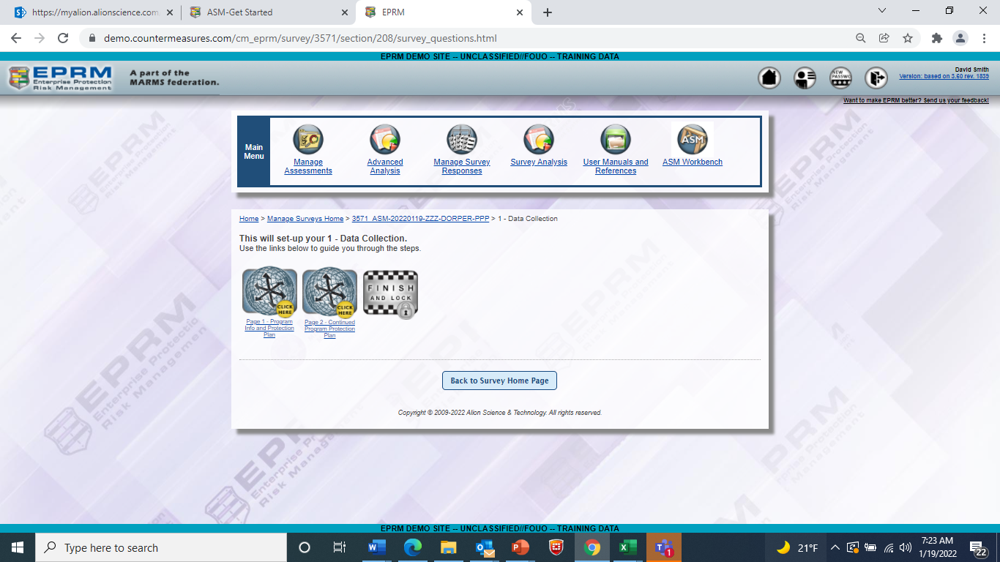 https://myalion.alionscience.com
ASM-Get Started
EPRM
demo.countermeasures.com/cm_eprm/survey/3571/section/208/survey_questions.html
EPRM DEMO SITE -- UNCLASSIFIED//FOUO -- TRAINING DATA
EPRM
Enterprise Protection
Risk Management
A part of the
MARMS federation.
NEW
PASSWD
David Smith
Version: based on 3.60 rev. 1839
Want to make EPRM better? Send us your feedback!
Main
Menu
Manage
Assessments
Advanced
Analysis
Manage Survey
Responses
Survey Analysis
User Manuals and
References
ASM
ASM Workbench
Home > Manage Surveys Home > 3571_ASM-20220119-ZZZ-DORPER-PPP > 1 - Data Collection
This will set-up your 1 - Data Collection.
Use the links below to guide you through the steps.
CLICK
HERE
Page 1 - Program
Info and Protection
Plan
CLICK
HERE
Page 2 - Continued
Program Protection
Plan
FINISH
AND LOCK
Back to Survey Home Page
Copyright © 2009-2022 Alion Science & Technology. All rights reserved.
EPRM
Enterprise Protection
Risk Management
EPRM DEMO SITE -- UNCLASSIFIED//FOUO -- TRAINING DATA
Type here to search
1
21°F
7:23 AM
1/19/2022
22